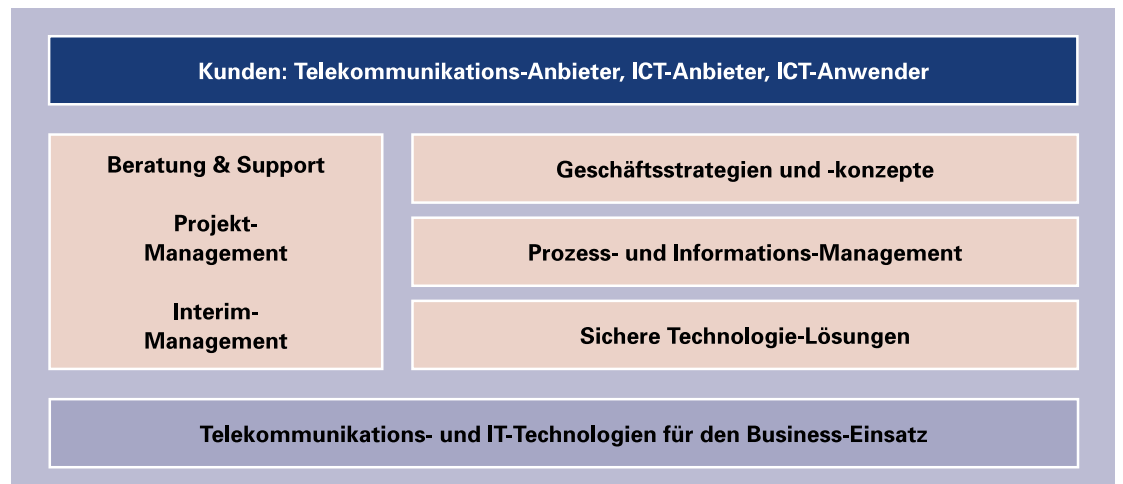 Kunden: Telekommunikations-Anbieter, ICT-Anbieter, ICT-Anwender
Beratung & Support
Projekt-
Management
Interim-
Management
Geschäftsstrategien und -konzepte
Prozess- und Informations-Management
Sichere Technologie-Lösungen
Telekommunikations- und IT-Technologien für den Business-Einsatz